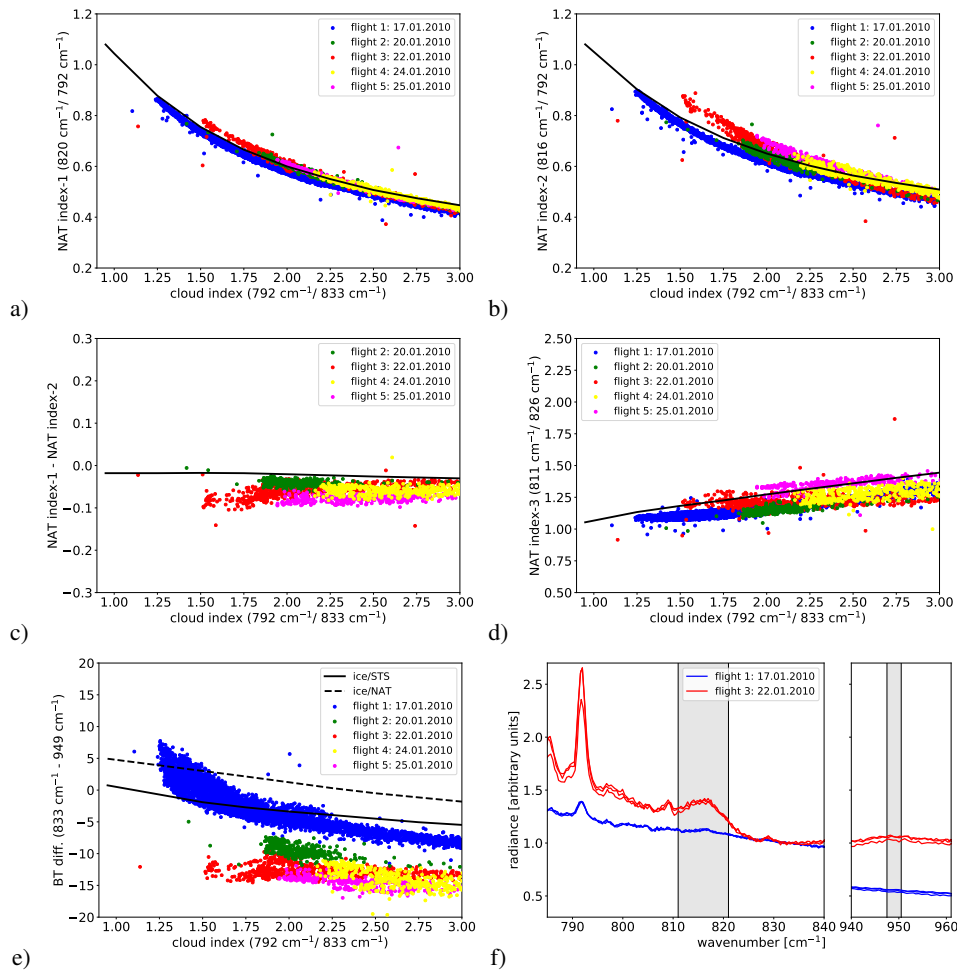 1.2
1.0
0.8
0.6
0.4
0.2
NAT index-1 (820 cm⁻¹/ 792 cm⁻¹)
flight 1: 17.01.2010
flight 2: 20.01.2010
flight 3: 22.01.2010
flight 4: 24.01.2010
flight 5: 25.01.2010
1.00 1.25 1.50 1.75 2.00 2.25 2.50 2.75 3.00
cloud index (792 cm⁻¹/ 833 cm⁻¹)
a)
1.2
1.0
0.8
0.6
0.4
0.2
NAT index-2 (816 cm⁻¹/ 792 cm⁻¹)
flight 1: 17.01.2010
flight 2: 20.01.2010
flight 3: 22.01.2010
flight 4: 24.01.2010
flight 5: 25.01.2010
1.00 1.25 1.50 1.75 2.00 2.25 2.50 2.75 3.00
cloud index (792 cm⁻¹/ 833 cm⁻¹)
b)
0.3
0.2
0.1
0.0
−0.1
−0.2
−0.3
NAT index-1 - NAT index-2
flight 2: 20.01.2010
flight 3: 22.01.2010
flight 4: 24.01.2010
flight 5: 25.01.2010
1.00 1.25 1.50 1.75 2.00 2.25 2.50 2.75 3.00
cloud index (792 cm⁻¹/ 833 cm⁻¹)
c)
2.50
2.25
2.00
1.75
1.50
1.25
1.00
0.75
0.50
NAT index-3 (811 cm⁻¹/ 826 cm⁻¹)
flight 1: 17.01.2010
flight 2: 20.01.2010
flight 3: 22.01.2010
flight 4: 24.01.2010
flight 5: 25.01.2010
1.00 1.25 1.50 1.75 2.00 2.25 2.50 2.75 3.00
cloud index (792 cm⁻¹/ 833 cm⁻¹)
d)
20
15
10
5
0
−5
−10
−15
−20
BT diff. (833 cm⁻¹ - 949 cm⁻¹)
ice/STS
ice/NAT
flight 1: 17.01.2010
flight 2: 20.01.2010
flight 3: 22.01.2010
flight 4: 24.01.2010
flight 5: 25.01.2010
1.00 1.25 1.50 1.75 2.00 2.25 2.50 2.75 3.00
cloud index (792 cm⁻¹/ 833 cm⁻¹)
e)
2.5
2.0
1.5
1.0
0.5
radiance [arbitrary units]
flight 1: 17.01.2010
flight 3: 22.01.2010
790 800 810 820 830 840 940 950 960
wavenumber [cm⁻¹]
f)